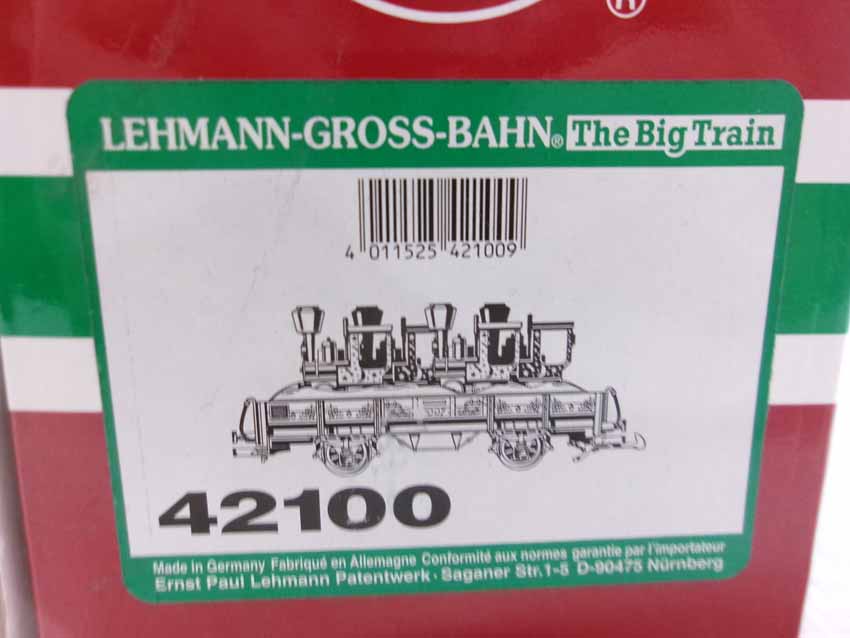 R
LEHMANN-GROSS-BAHN® The Big Train
4 011525 421009
42100
Made in Germany Fabriqué en Allemagne Conformité aux normes garantie par l'importateur
Ernst Paul Lehmann Patentwerk · Saganer Str.1-5 D-90475 Nürnberg